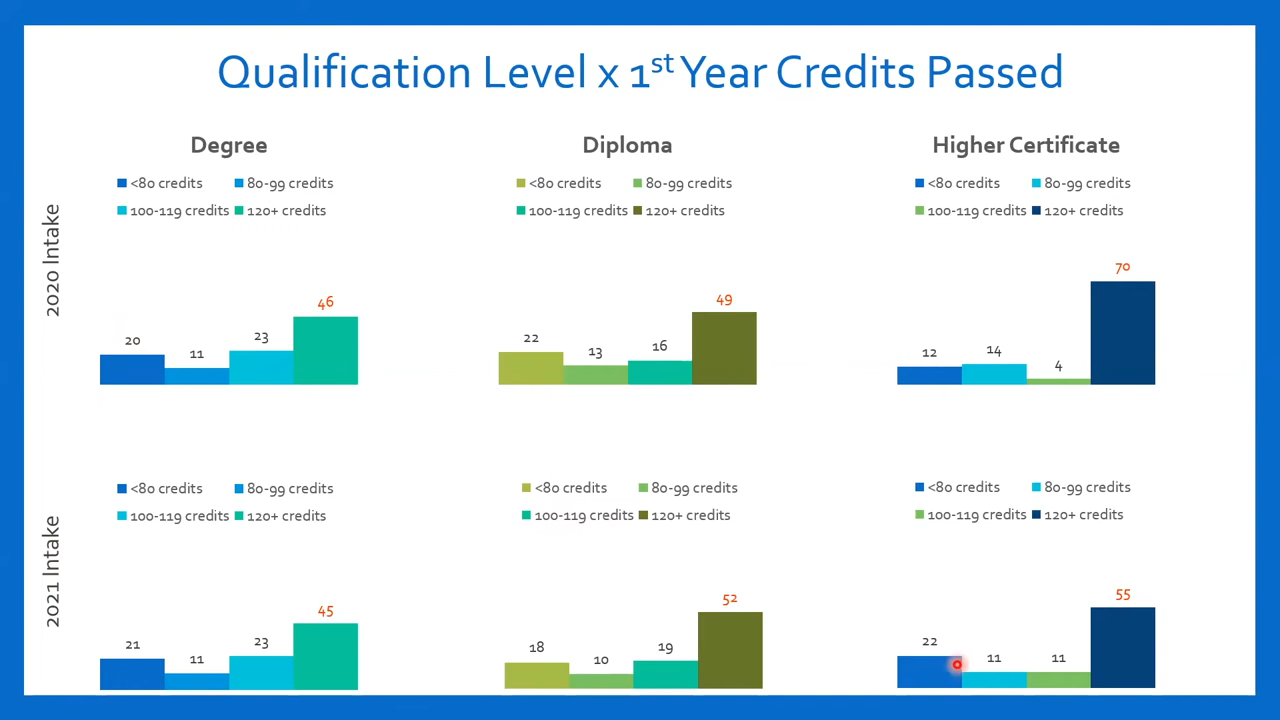 Qualification Level x 1st Year Credits Passed
Degree
Diploma
Higher Certificate
2020 Intake
<80 credits 80-99 credits
100-119 credits 120+ credits
20 11 23 46
<80 credits 80-99 credits
100-119 credits 120+ credits
22 13 16 49
<80 credits 80-99 credits
100-119 credits 120+ credits
12 14 4 70
2021 Intake
<80 credits 80-99 credits
100-119 credits 120+ credits
21 11 23 45
<80 credits 80-99 credits
100-119 credits 120+ credits
18 10 19 52
<80 credits 80-99 credits
100-119 credits 120+ credits
22 11 11 55